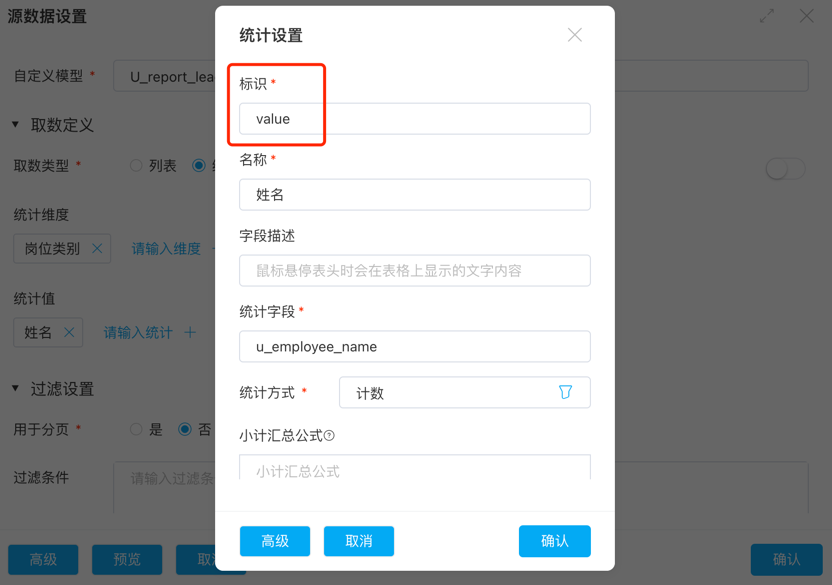 源数据设置
自定义模型 * U_report_lea
取数定义
取数类型 * 列表
统计维度
岗位类别 请输入维度
统计值
姓名 请输入统计 +
过滤设置
用于分页 * 是 否
过滤条件 请输入过滤条
高级 预览 取 确认
统计设置
标识 *
value
名称 *
姓名
字段描述
鼠标悬停表头时会在表格上显示的文字内容
统计字段 *
u_employee_name
统计方式 * 计数
小计汇总公式?
小计汇总公式
高级 取消 确认